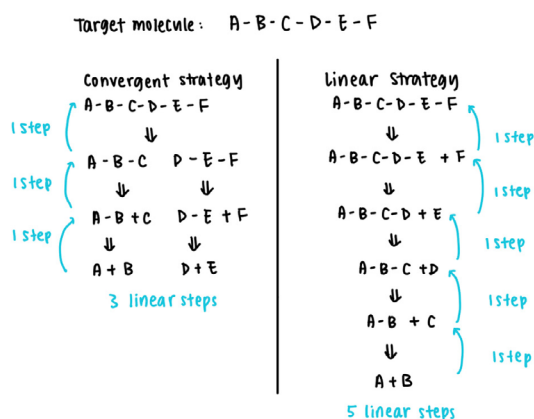 Target molecule: A-B-C-D-E-F
Convergent strategy
A-B-C-D-E-F
1 step
⇓
A-B-C D-E-F
1 step
⇓ ⇓
A-B+C D-E+F
1 step
⇓ ⇓
A+B D+E
3 linear steps
Linear Strategy
A-B-C-D-E-F
1 step
⇓
A-B-C-D-E +F
1 step
⇓
A-B-C-D+E
1 step
⇓
A-B-C+D
1 step
⇓
A-B + C
1 step
⇓
A+B
5 linear steps